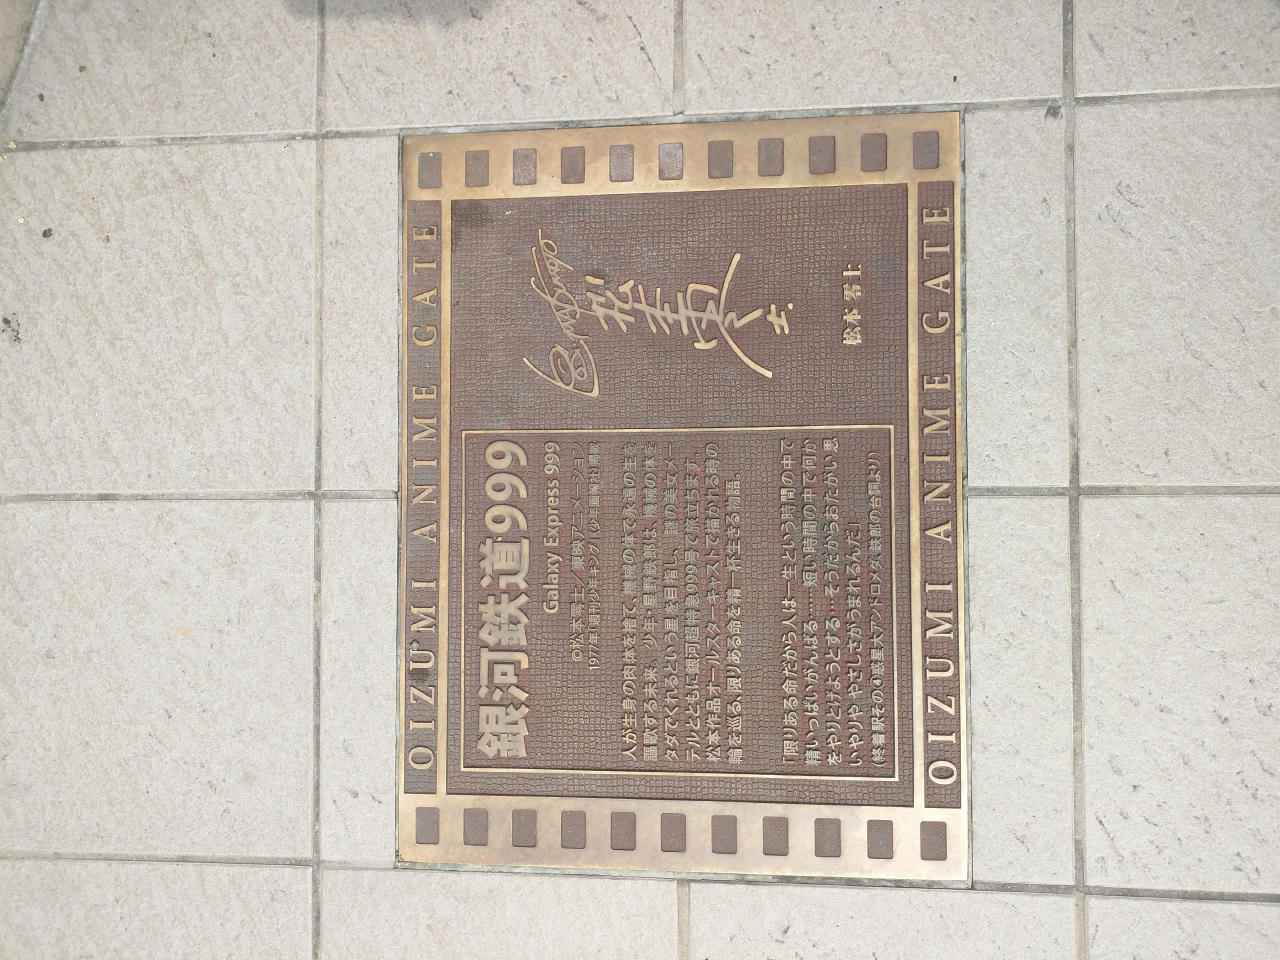 OIZUMI ANIME GATE
銀河鉄道999
Galaxy Express 999
©松本零士／東映アニメーション
1977年「週刊少年キング」(少年画報社)連載
人が生身の肉体を捨て、機械の体で永遠の生を
謳歌する未来。少年・星野鉄郎は、機械の体を
タダでくれるという星を目指し、謎の美女メー
テルとともに銀河超特急999号で旅立ちます。
松本作品オールスターキャストで描かれる時の
輪を巡る、限りある命を精一杯生きる物語。
「限りある命だから人は一生という時間の中で
精いっぱいがんばる……短い時間の中で何か
をやりとげようとする…そうだからおたがい思
いやりや やさしさがうまれるんだ」
(終着駅その④惑星大アンドロメダ、鉄郎の台詞より)
松本 零士
松本 零士
OIZUMI ANIME GATE